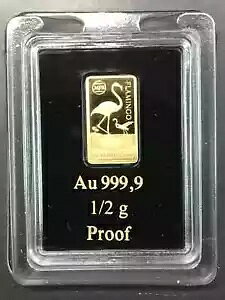 FLAMINGO
Au 999,9
1/2 g
Proof